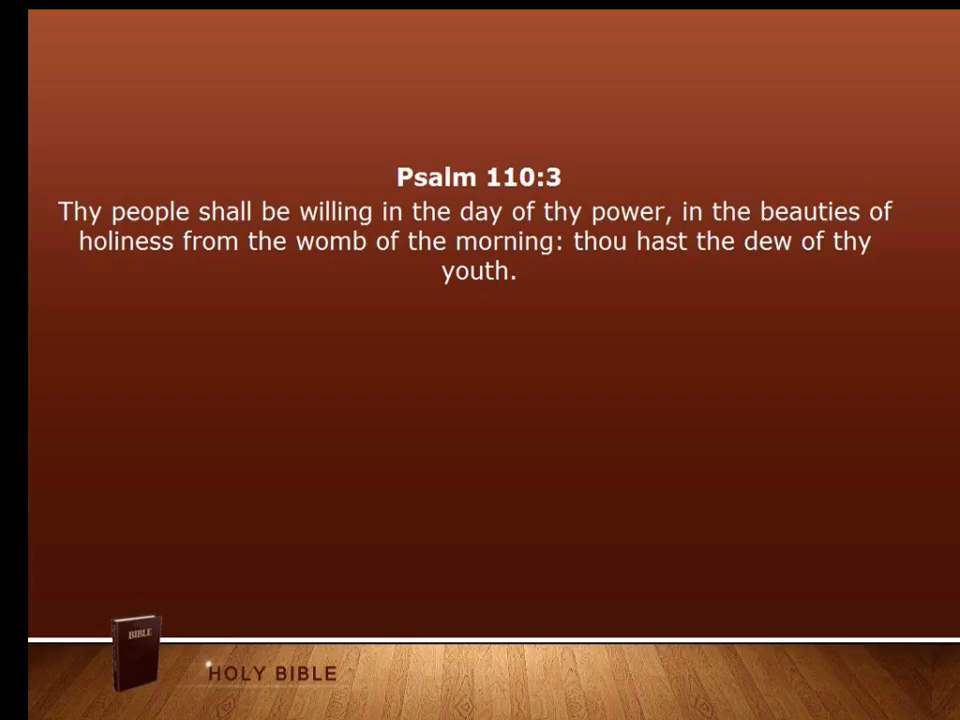 Psalm 110:3
Thy people shall be willing in the day of thy power, in the beauties of
holiness from the womb of the morning: thou hast the dew of thy
youth.
BIBLE
HOLY BIBLE